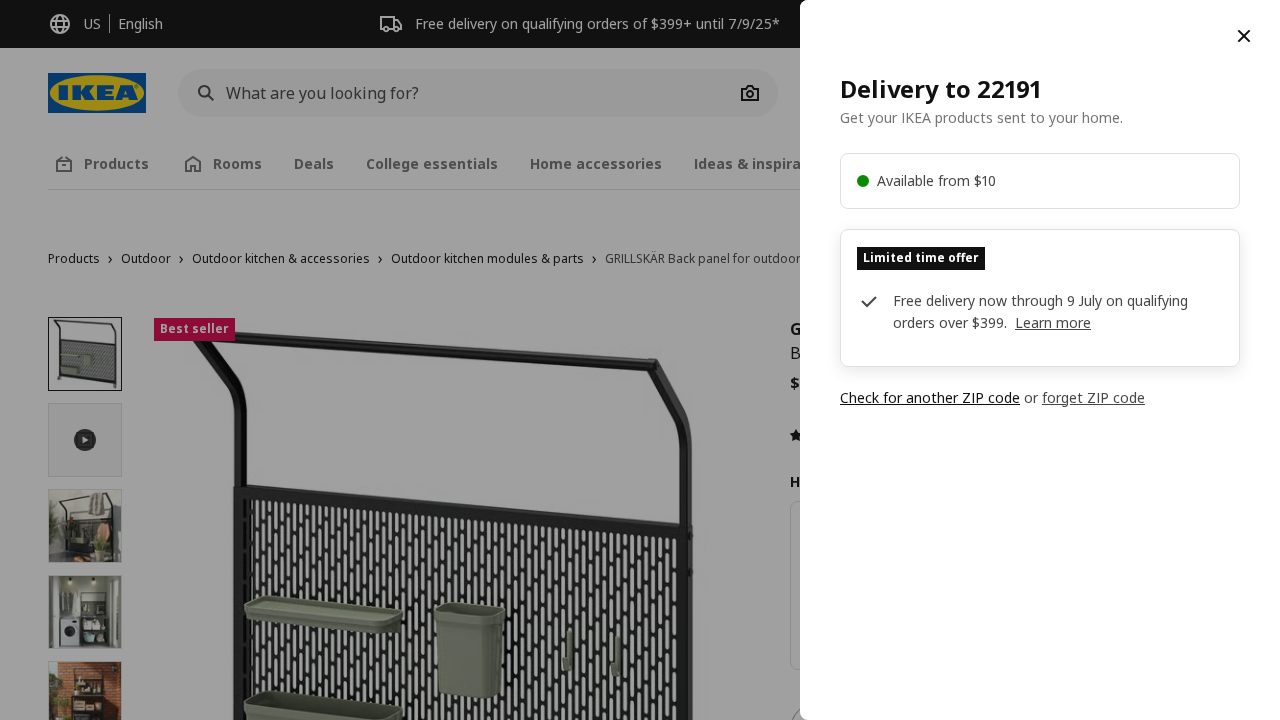 US
English
Free delivery on qualifying orders of $399+ until 7/9/25*
IKEA
What are you looking for?
Products
Rooms
Deals
College essentials
Home accessories
Ideas & inspira
Products › Outdoor › Outdoor kitchen & accessories › Outdoor kitchen modules & parts › GRILLSKÄR Back panel for outdoor
Best seller
G
B
$
H
Delivery to 22191
Get your IKEA products sent to your home.
Available from $10
Limited time offer
Free delivery now through 9 July on qualifying
orders over $399. Learn more
Check for another ZIP code or forget ZIP code